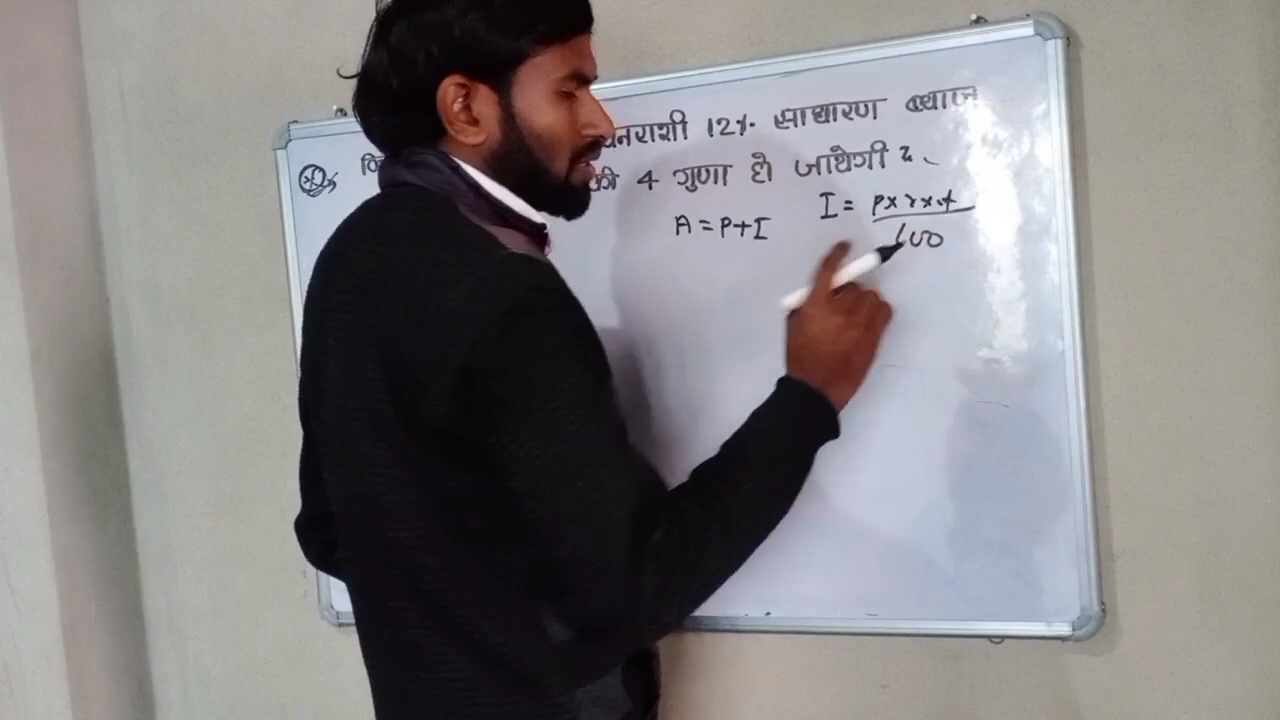 Q धनराशी 12% साधारण ब्याज
की 4 गुणा हो जायेगी ?
A = P+I
I = P×r×t
100